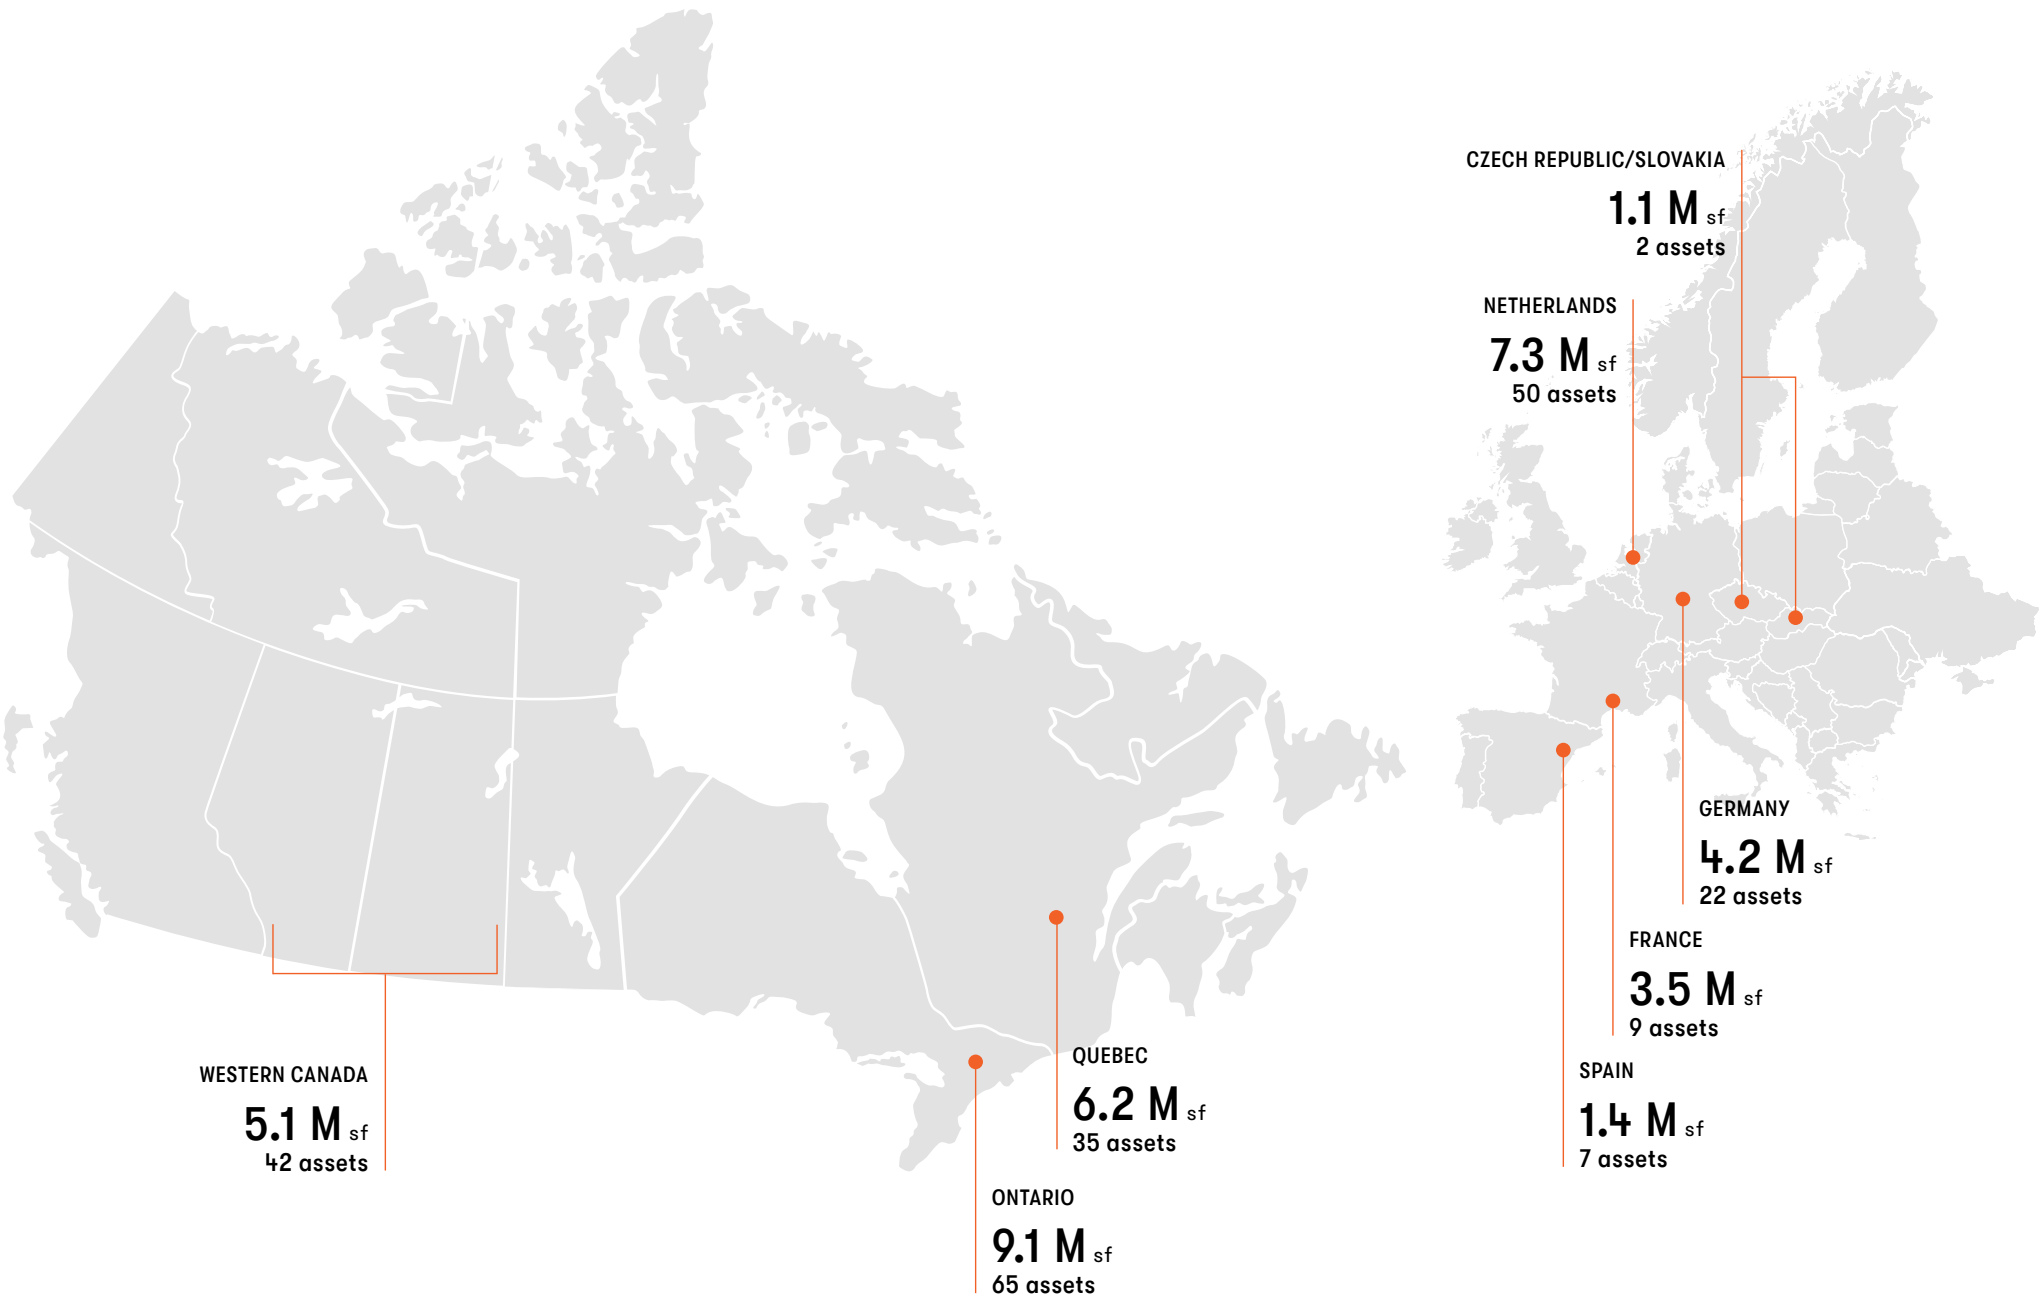 WESTERN CANADA
5.1 M sf
42 assets
QUEBEC
6.2 M sf
35 assets
ONTARIO
9.1 M sf
65 assets
CZECH REPUBLIC/SLOVAKIA
1.1 M sf
2 assets
NETHERLANDS
7.3 M sf
50 assets
GERMANY
4.2 M sf
22 assets
FRANCE
3.5 M sf
9 assets
SPAIN
1.4 M sf
7 assets